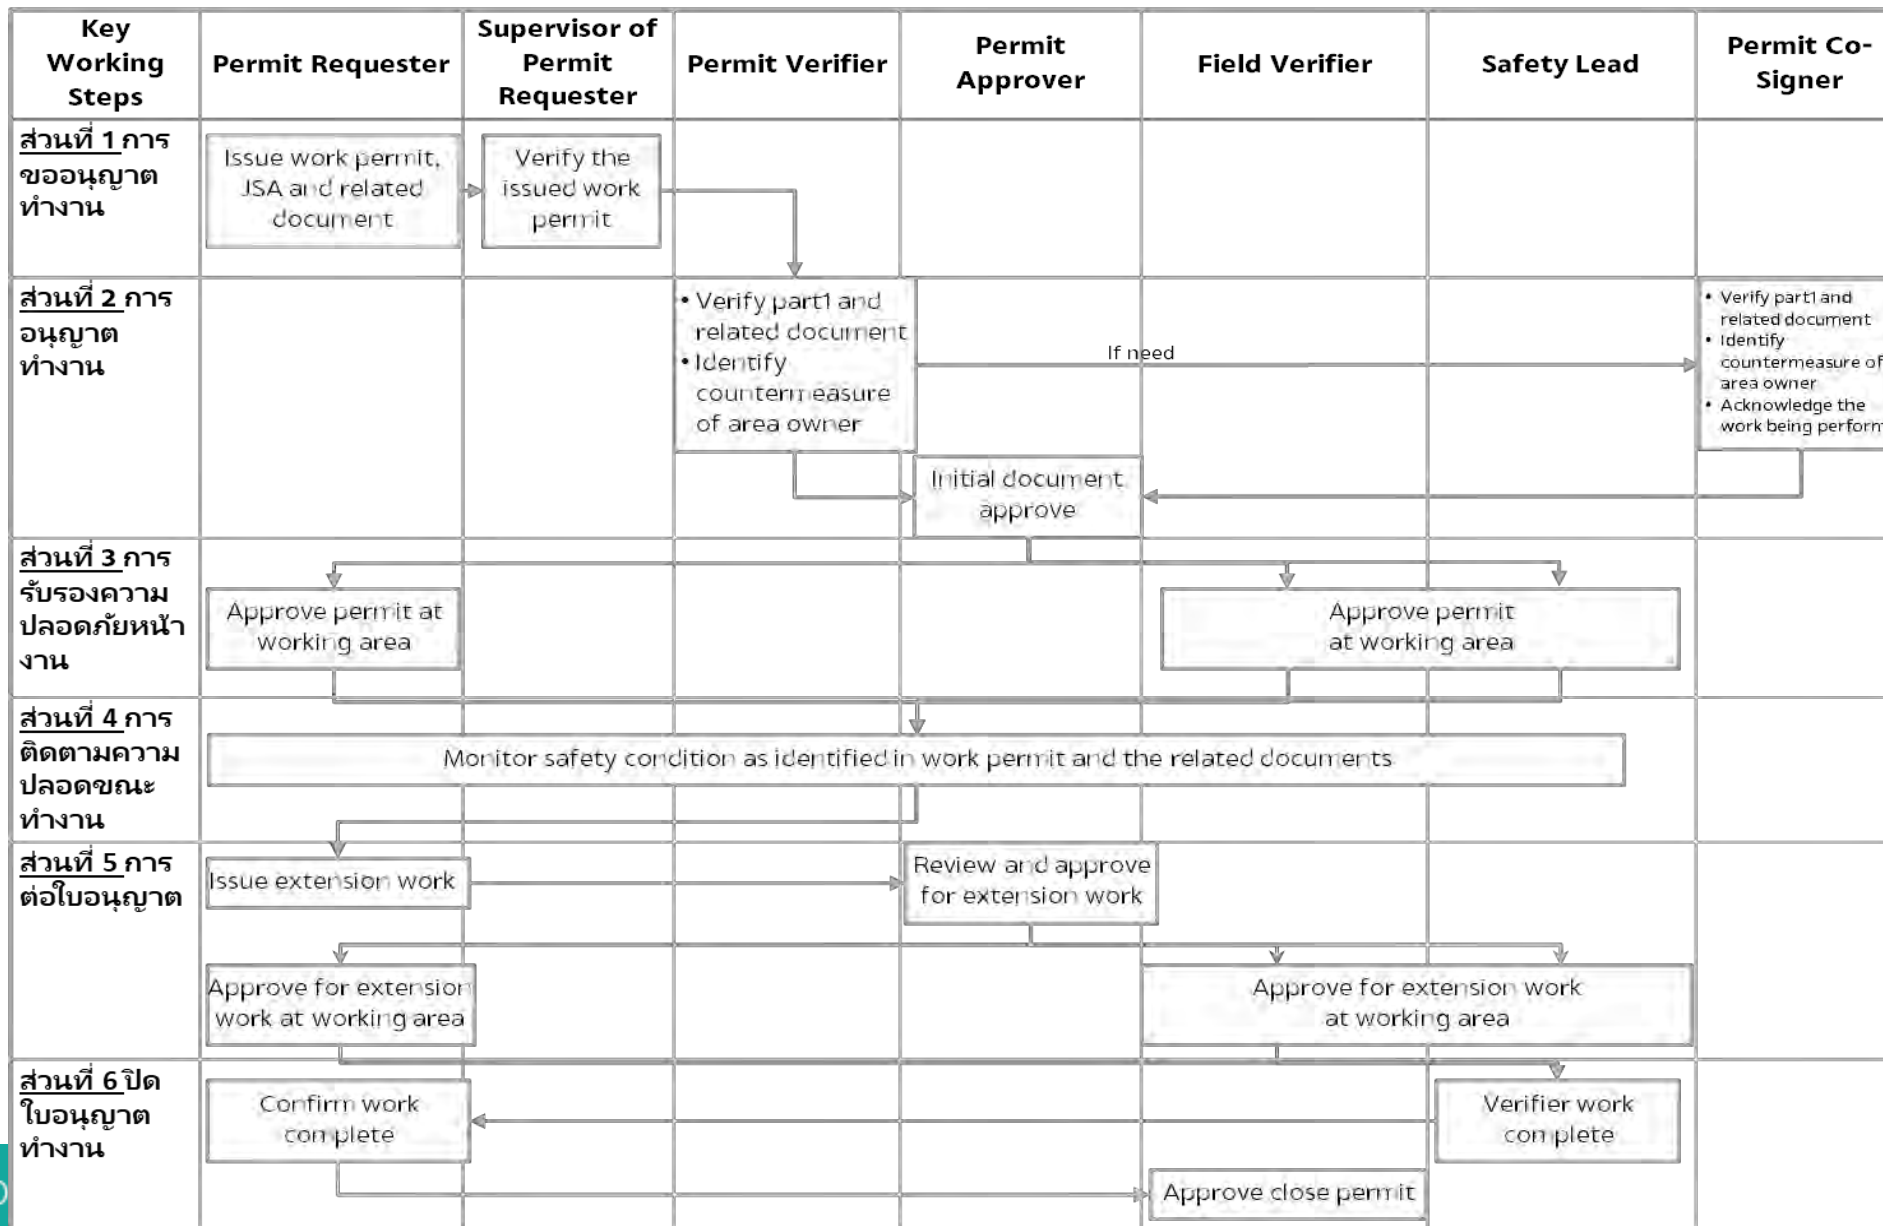 Key
Working
Steps
Permit Requester
Supervisor of
Permit
Requester
Permit Verifier
Permit
Approver
Field Verifier
Safety Lead
Permit Co-
Signer
ส่วนที่ 1 การ
ขออนุญาต
ทำงาน
Issue work permit,
JSA and related
document
Verify the
issued work
permit
ส่วนที่ 2 การ
อนุญาต
ทำงาน
• Verify part1 and
related document
• Identify
countermeasure
of area owner
If need
• Verify part1 and
related document
• Identify
countermeasure of
area owner
• Acknowledge the
work being perform
Initial document
approve
ส่วนที่ 3 การ
รับรองความ
ปลอดภัยหน้า
งาน
Approve permit at
working area
Approve permit
at working area
ส่วนที่ 4 การ
ติดตามความ
ปลอดขณะ
ทำงาน
Monitor safety condition as identified in work permit and the related documents
ส่วนที่ 5 การ
ต่อใบอนุญาต
Issue extension work
Review and approve
for extension work
Approve for extension
work at working area
Approve for extension work
at working area
ส่วนที่ 6 ปิด
ใบอนุญาต
ทำงาน
Confirm work
complete
Verifier work
complete
Approve close permit